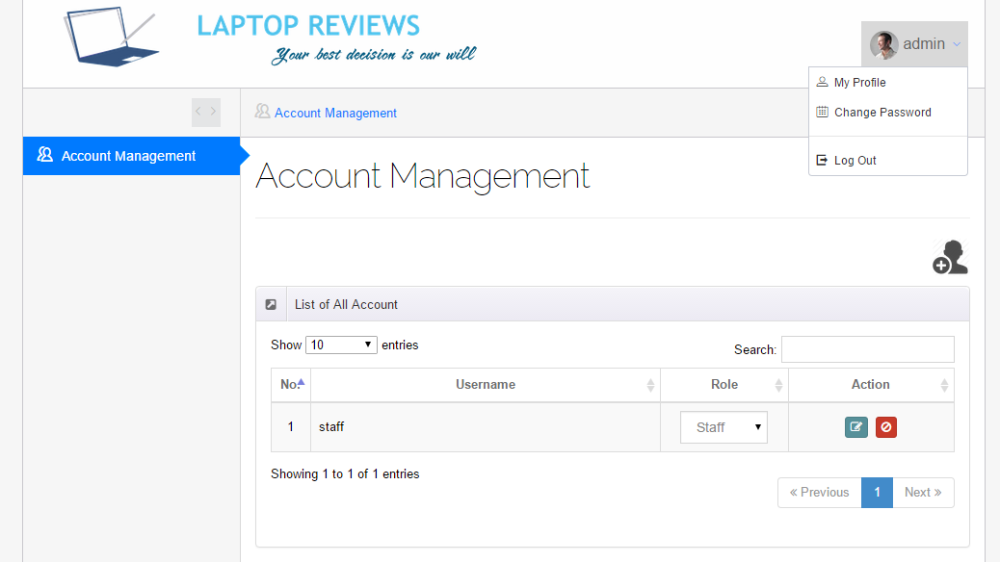 LAPTOP REVIEWS
Your best decision is our will
admin
My Profile
Change Password
Log Out
Account Management
Account Management
Account Management
List of All Account
Show 10 entries
Search:
No. Username Role Action
1 staff Staff
Showing 1 to 1 of 1 entries
« Previous 1 Next »